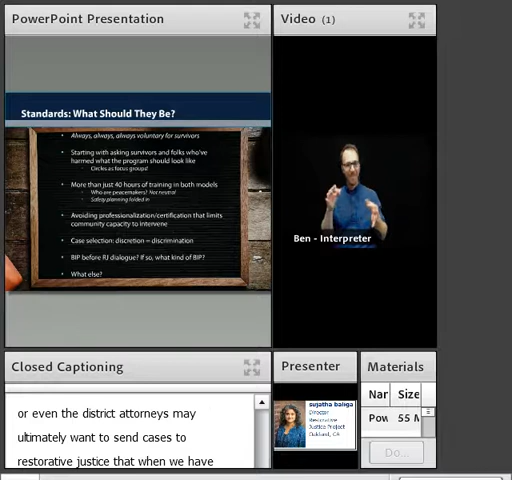 PowerPoint Presentation
Video (1)
Standards: What Should They Be?
Always, always, always voluntary for survivors
Starting with asking survivors and folks who've
harmed what the program should look like
Circles as focus groups!
More than just 40 hours of training in both models
Who are peacemakers? Not neutral
Safety planning folded in
Avoiding professionalization/certification that limits
community capacity to intervene
Case selection: discretion = discrimination
BIP before RJ dialogue? If so, what kind of BIP?
What else?
Ben - Interpreter
Closed Captioning
or even the district attorneys may
ultimately want to send cases to
restorative justice that when we have
Presenter
sujatha baliga
Director
Restorative
Justice Project
Oakland, CA
Materials
Nar Size
Pow 55 M
Do...